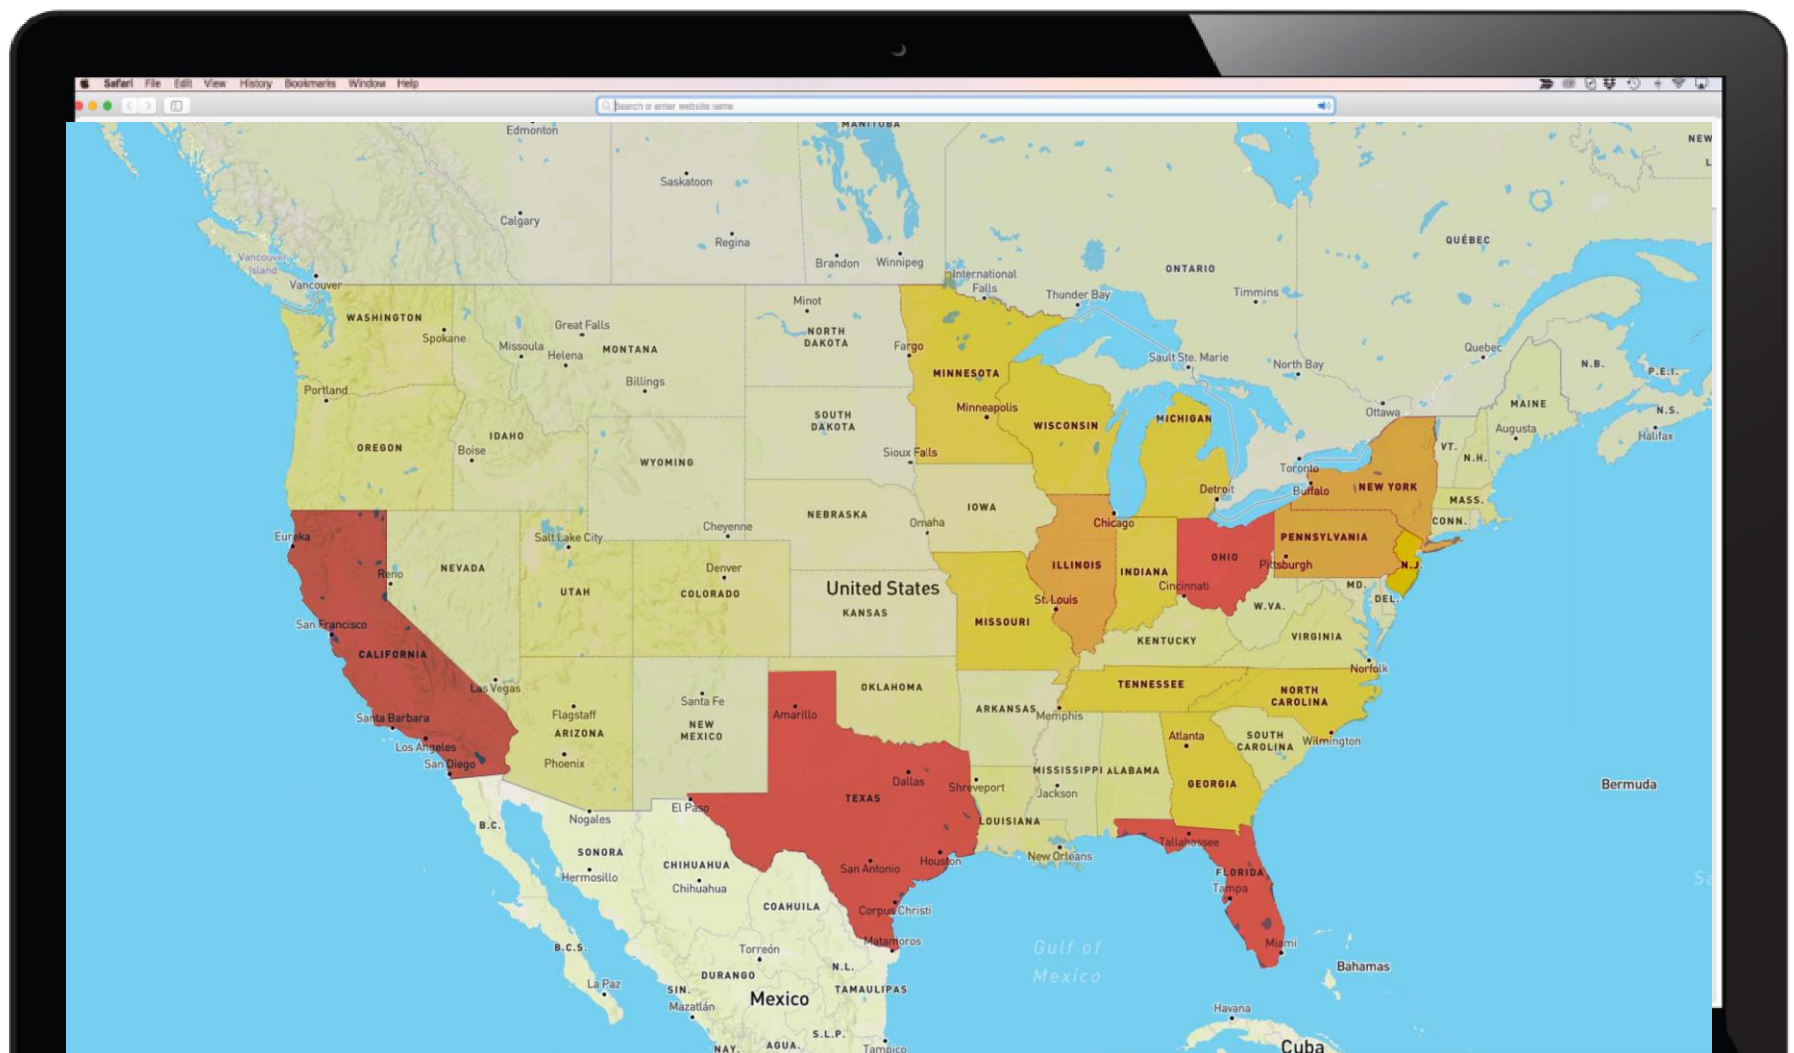 Safari File Edit View History Bookmarks Window Help
Search or enter website name
Edmonton
MANITOBA
NEW
L
Saskatoon
Calgary
Regina
QUÉBEC
Vancouver
Island
Brandon
Winnipeg
ONTARIO
International
Falls
Vancouver
Thunder Bay
Timmins
Minot
WASHINGTON
Spokane
Great Falls
NORTH
DAKOTA
Missoula
Helena
MONTANA
Fargo
Sault Ste. Marie
North Bay
Quebec
N.B.
P.E.I.
MINNESOTA
Portland
Billings
Minneapolis
Ottawa
MAINE
N.S.
SOUTH
DAKOTA
MICHIGAN
WISCONSIN
Augusta
Halifax
OREGON
IDAHO
Boise
WYOMING
Sioux Falls
VT.
N.H.
Toronto
Detroit
Buffalo
NEW YORK
MASS.
NEBRASKA
IOWA
Omaha
Cheyenne
Chicago
CONN.
Eureka
Salt Lake City
PENNSYLVANIA
Reno
NEVADA
Denver
OHIO
ILLINOIS
INDIANA
Pittsburgh
N.J.
UTAH
COLORADO
United States
KANSAS
Cincinnati
MD.
DEL.
St. Louis
W.VA.
San Francisco
MISSOURI
KENTUCKY
VIRGINIA
CALIFORNIA
Norfolk
Las Vegas
OKLAHOMA
TENNESSEE
NORTH
CAROLINA
Santa Fe
Santa Barbara
Flagstaff
Amarillo
ARKANSAS
Memphis
NEW
MEXICO
ARIZONA
Los Angeles
Atlanta
SOUTH
CAROLINA
Wilmington
San Diego
Phoenix
MISSISSIPPI
ALABAMA
Dallas
Shreveport
Jackson
GEORGIA
Bermuda
TEXAS
El Paso
Nogales
B.C.
LOUISIANA
Tallahassee
SONORA
New Orleans
CHIHUAHUA
San Antonio
Houston
Hermosillo
Chihuahua
FLORIDA
Tampa
Sa
COAHUILA
Corpus Christi
B.C.S.
Torreón
Matamoros
Gulf of
Mexico
Miami
DURANGO
N.L.
Bahamas
La Paz
SIN.
TAMAULIPAS
Mexico
Mazatlán
Havana
S.L.P.
NAY.
AGUA.
Tampico
Cuba